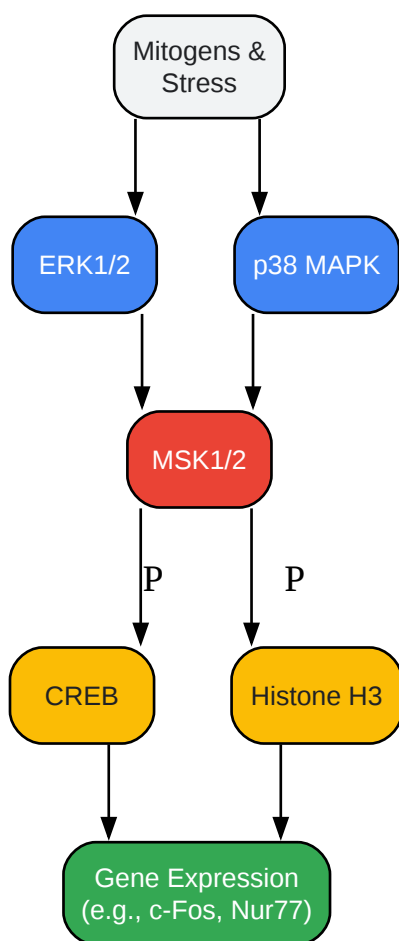 Mitogens &
Stress
ERK1/2
p38 MAPK
MSK1/2
P
P
CREB
Histone H3
Gene Expression
(e.g., c-Fos, Nur77)